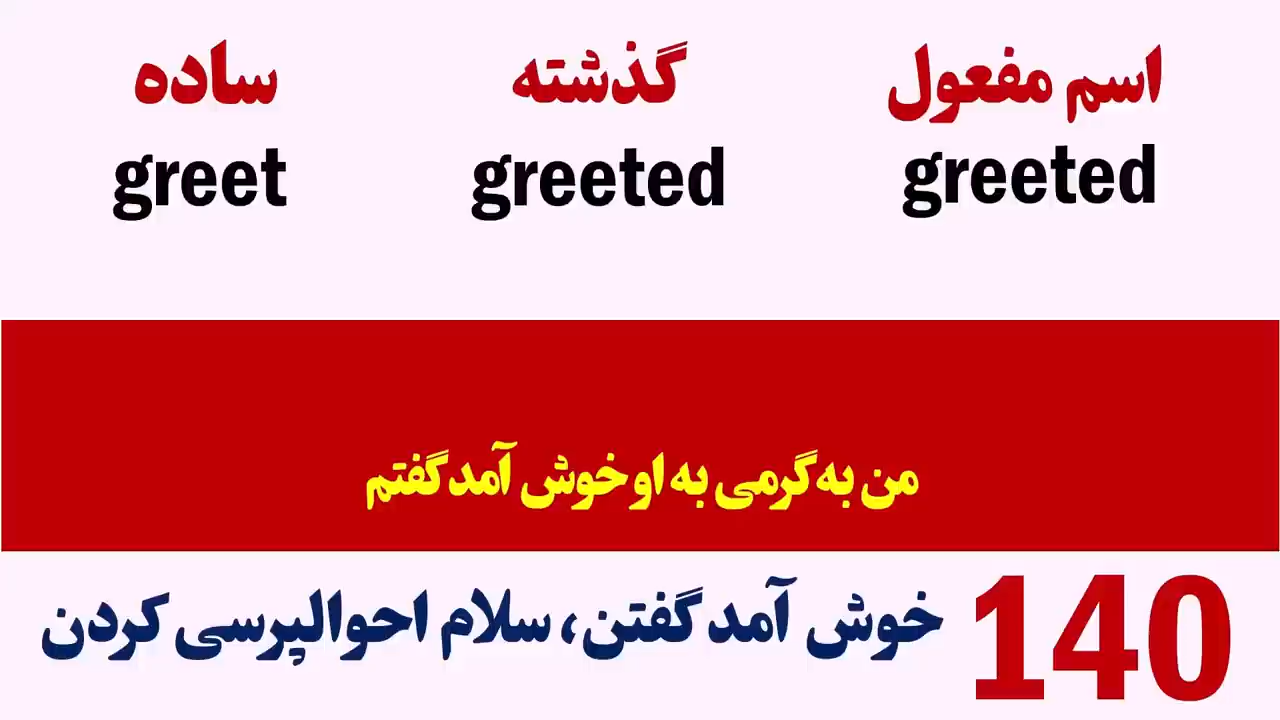 ساده گذشته اسم مفعول
greet greeted greeted
من به گرمی به او خوش آمد گفتم
140 خوش آمد گفتن، سلام احوالپرسی کردن